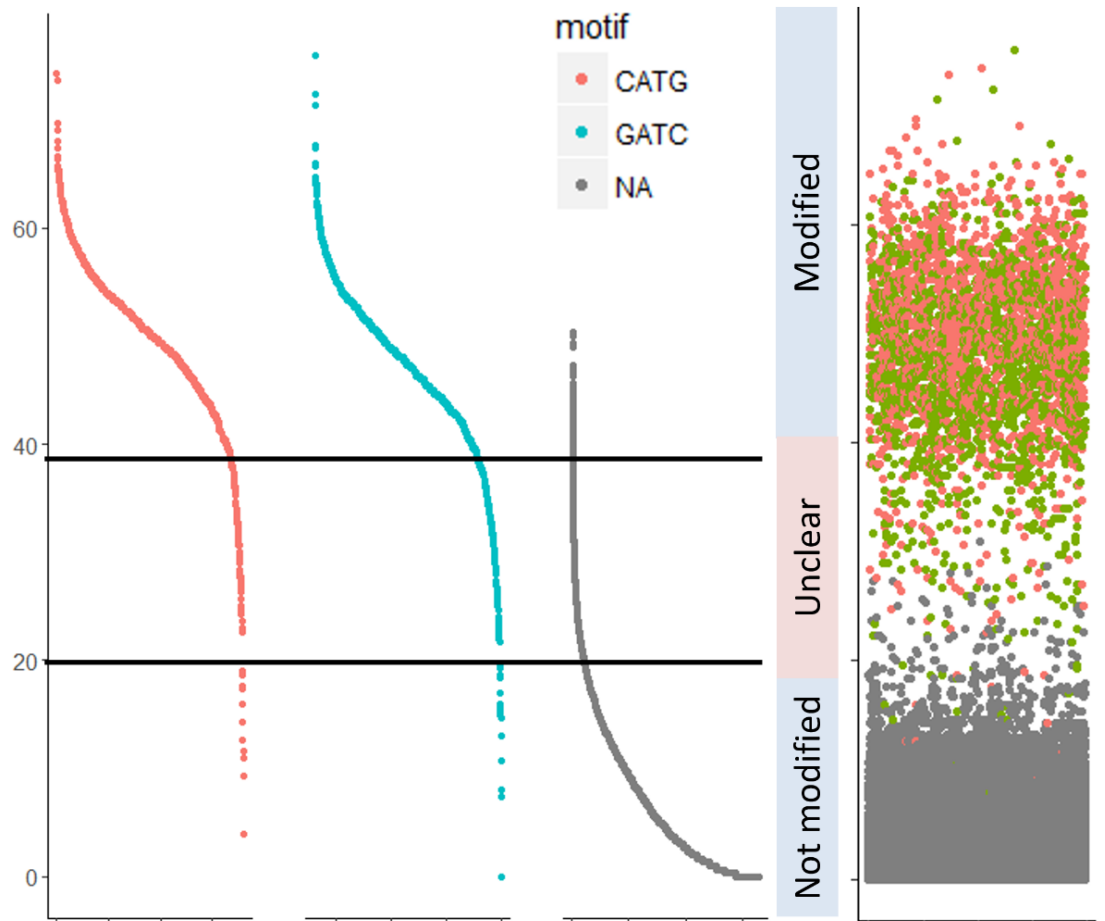 motif
CATG
GATC
NA
60
40
20
0
Modified
Unclear
Not modified